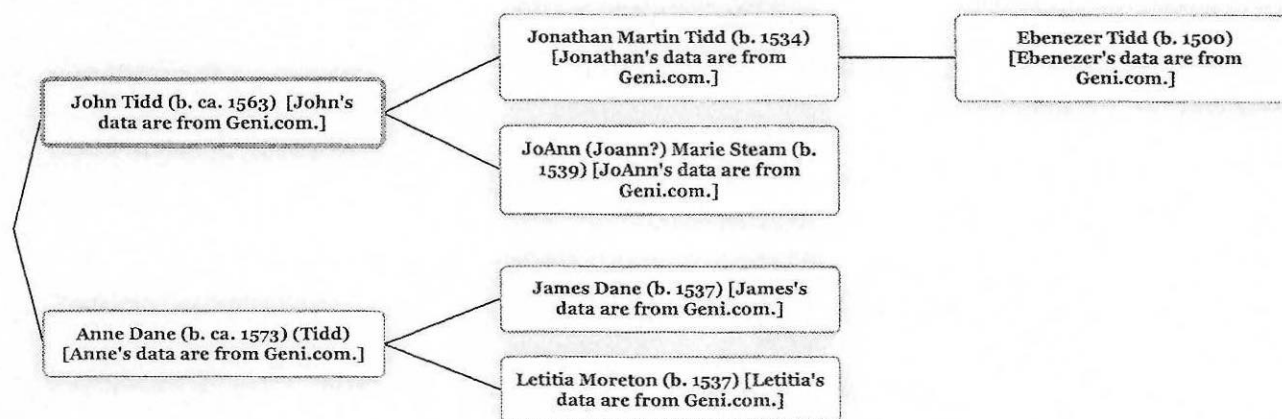 Jonathan Martin Tidd (b. 1534)
[Jonathan's data are from
Geni.com.]
Ebenezer Tidd (b. 1500)
[Ebenezer's data are from
Geni.com.]
John Tidd (b. ca. 1563) [John's
data are from Geni.com.]
JoAnn (Joann?) Marie Steam (b.
1539) [JoAnn's data are from
Geni.com.]
James Dane (b. 1537) [James's
data are from Geni.com.]
Anne Dane (b. ca. 1573) (Tidd)
[Anne's data are from Geni.com.]
Letitia Moreton (b. 1537) [Letitia's
data are from Geni.com.]